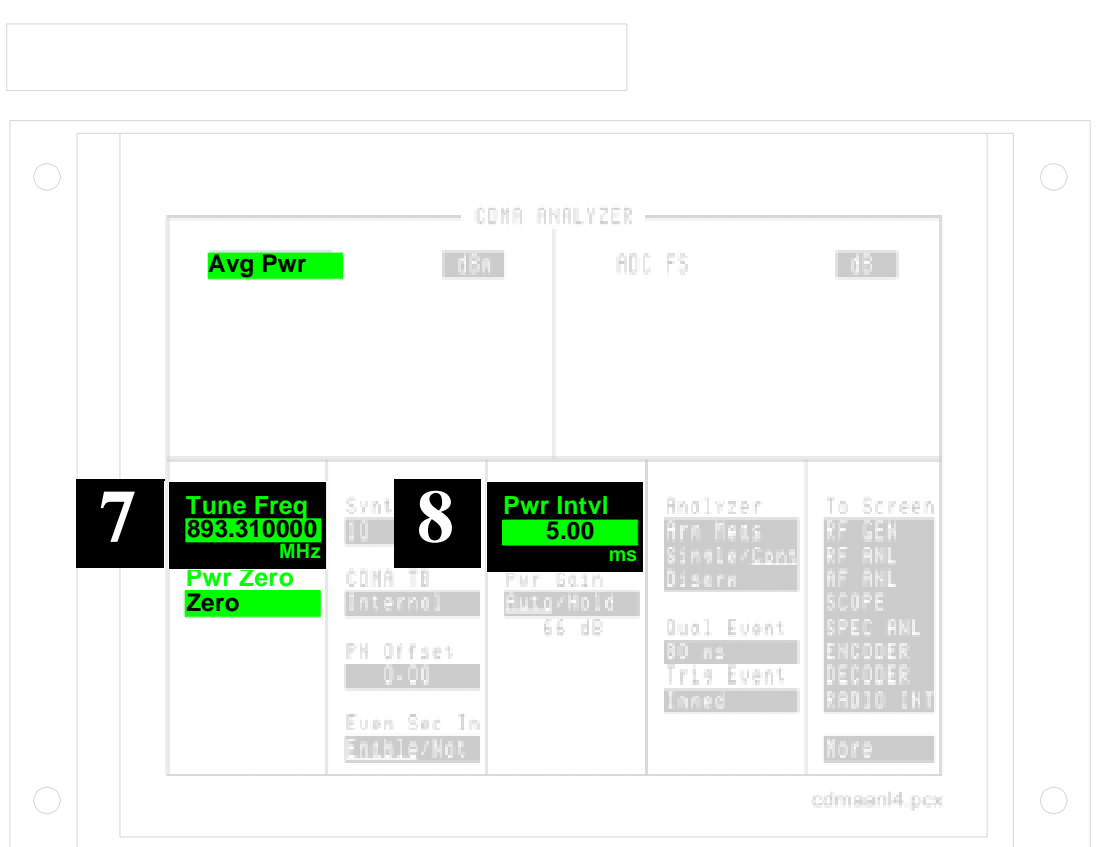 CDMA ANALYZER
Avg Pwr
dBm
ADC FS
dB
7
Tune Freq
893.310000
MHz
Pwr Zero
Zero
Synt
IQ
CDMA TB
Internal
PN Offset
0.00
Even Sec In
Enable/Not
8
Pwr Intvl
5.00
ms
Pwr Gain
Auto/Hold
66 dB
Analyzer
Arm Meas
Single/Cont
Disarm
Qual Event
80 ms
Trig Event
Immed
To Screen
RF GEN
RF ANL
AF ANL
SCOPE
SPEC ANL
ENCODER
DECODER
RADIO INT
More
cdmaanl4.pcx